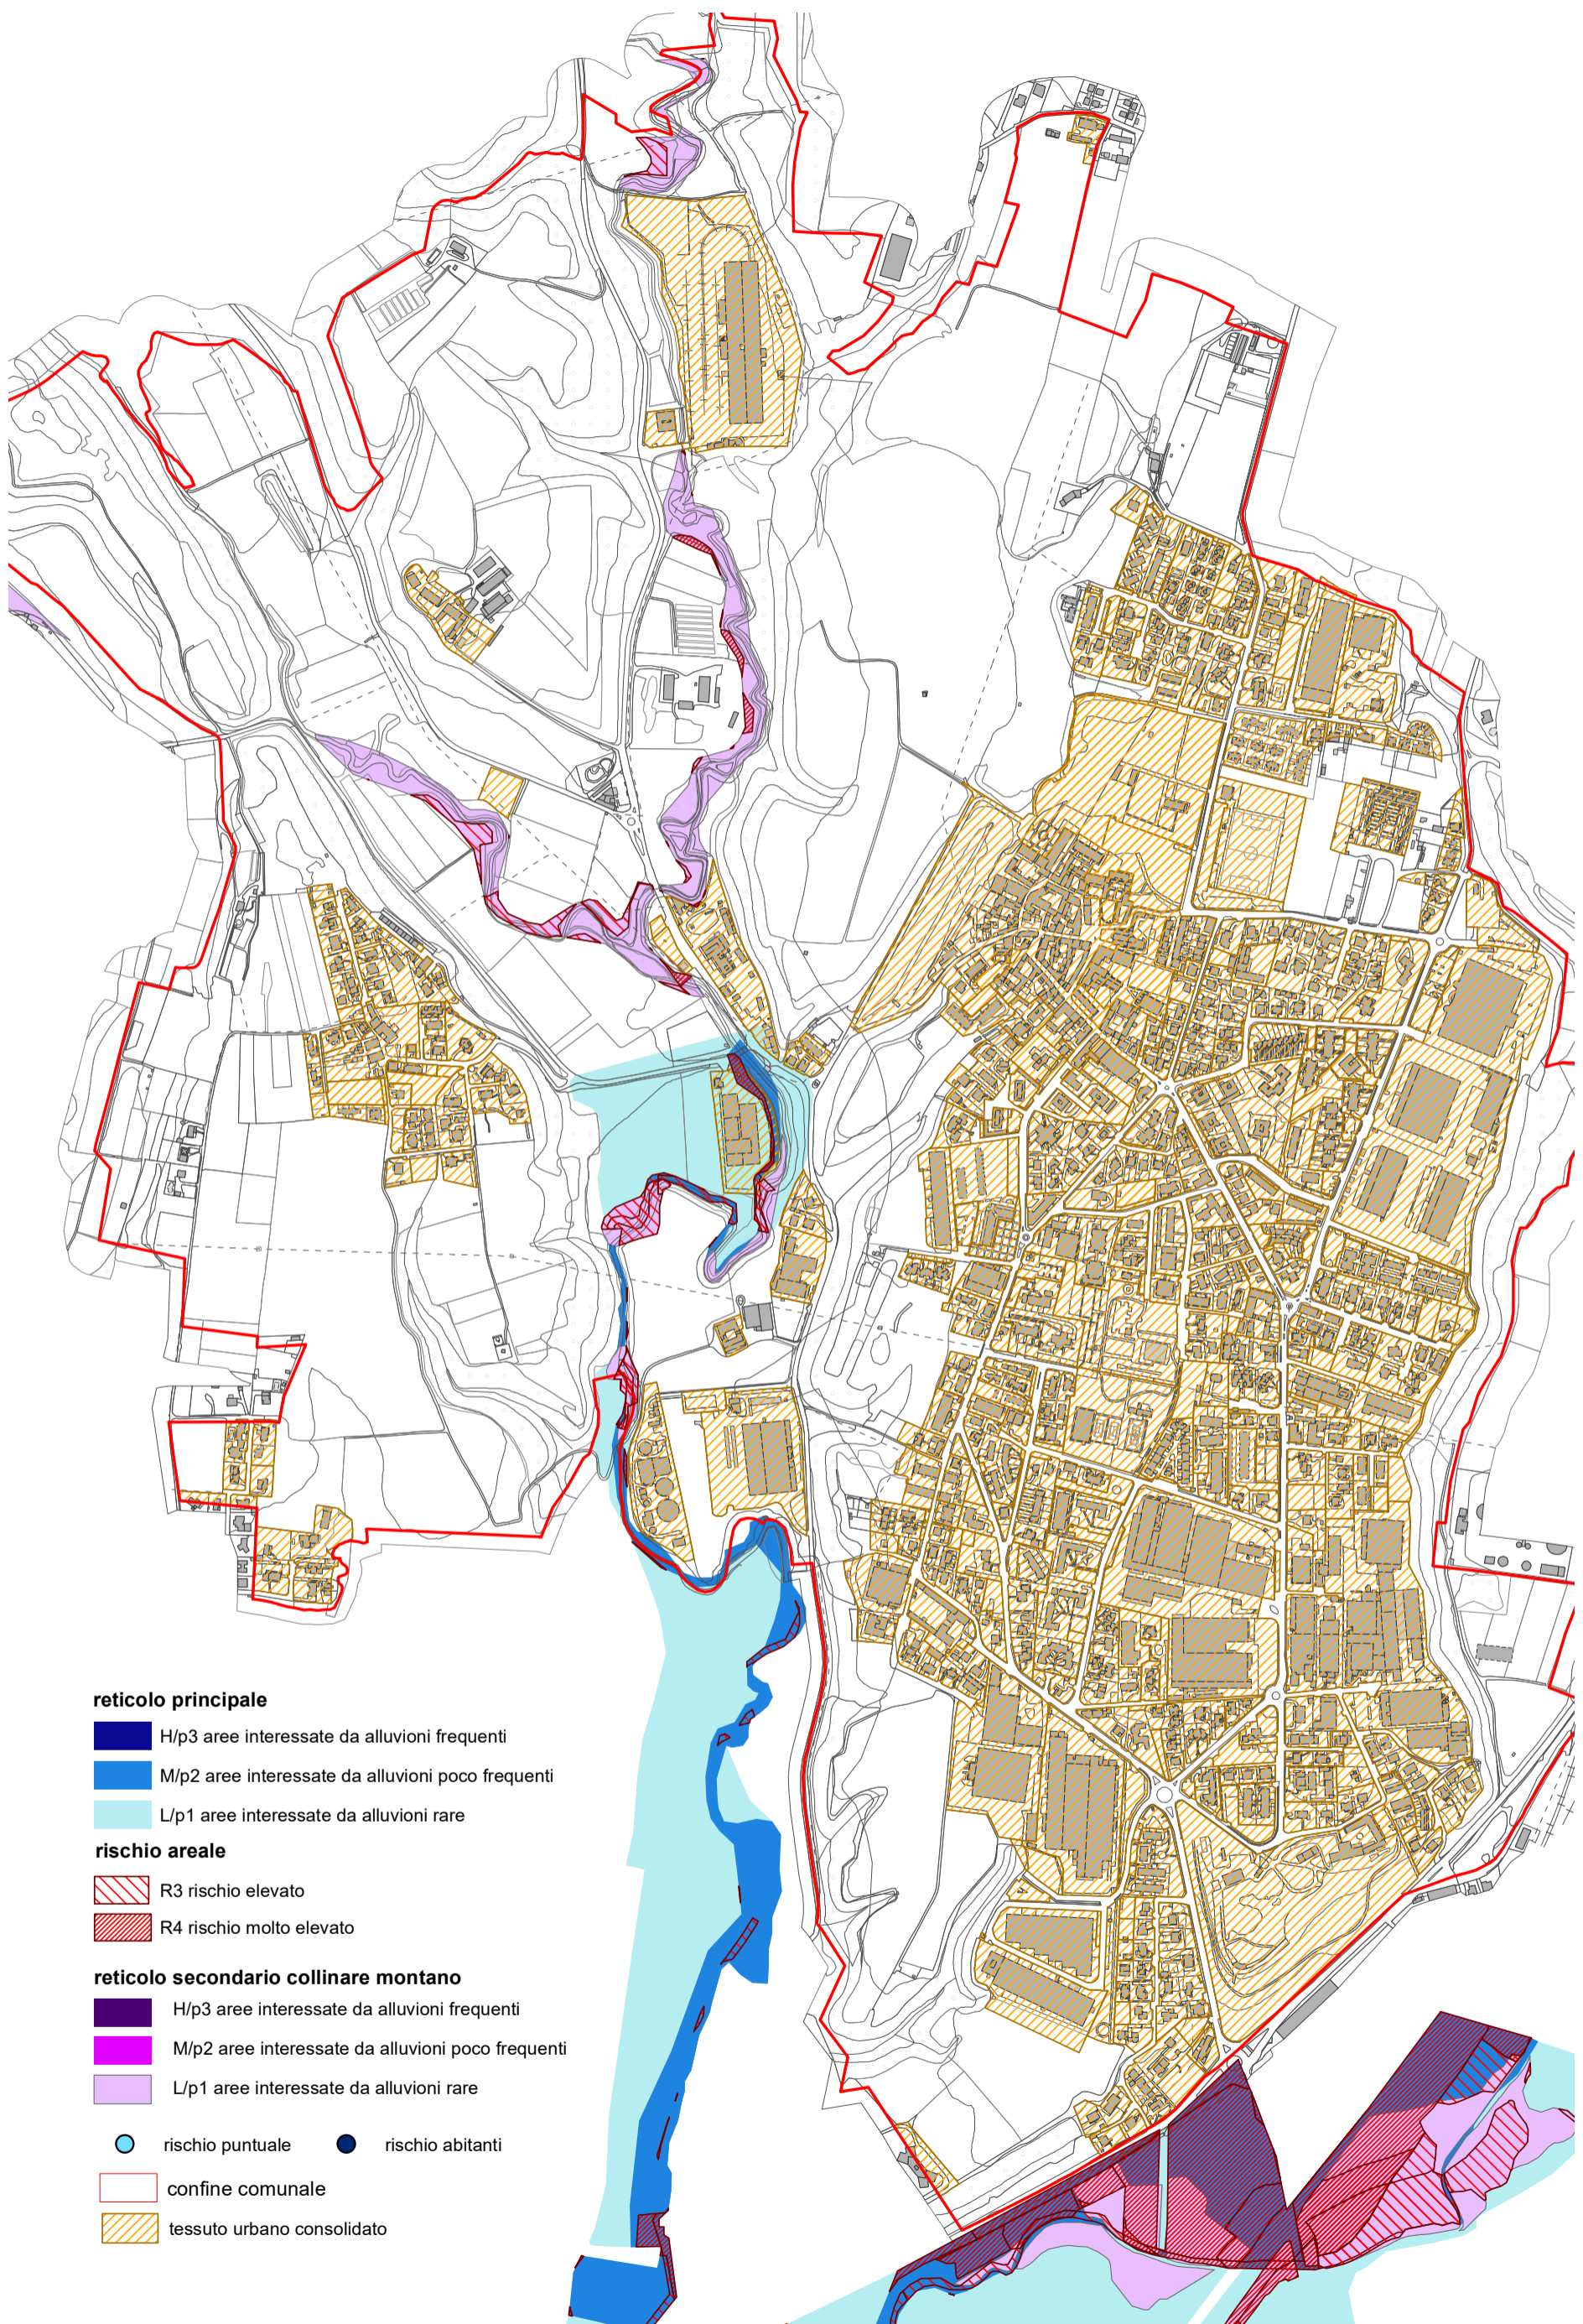 reticolo principale
H/p3 aree interessate da alluvioni frequenti
M/p2 aree interessate da alluvioni poco frequenti
L/p1 aree interessate da alluvioni rare
rischio areale
R3 rischio elevato
R4 rischio molto elevato
reticolo secondario collinare montano
H/p3 aree interessate da alluvioni frequenti
M/p2 aree interessate da alluvioni poco frequenti
L/p1 aree interessate da alluvioni rare
rischio puntuale rischio abitanti
confine comunale
tessuto urbano consolidato